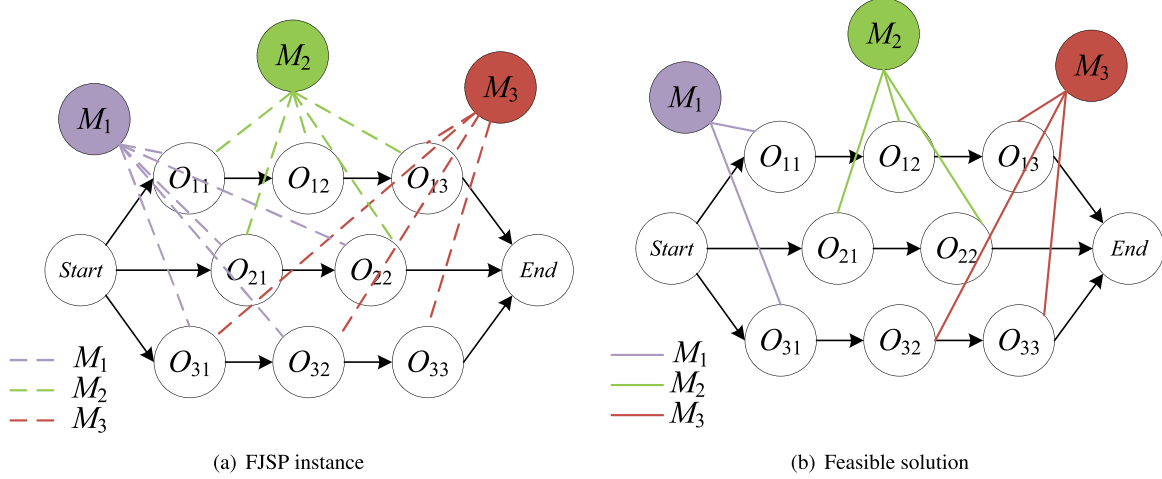 M₁
M₂
M₃
O₁₁
O₁₂
O₁₃
Start
O₂₁
O₂₂
End
O₃₁
O₃₂
O₃₃
M₁
M₂
M₃
(a) FJSP instance
M₁
M₂
M₃
O₁₁
O₁₂
O₁₃
Start
O₂₁
O₂₂
End
O₃₁
O₃₂
O₃₃
M₁
M₂
M₃
(b) Feasible solution